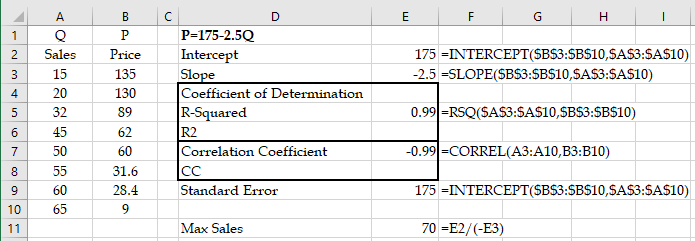 A B C D E F G H I
1 Q P P=175-2.5Q
2 Sales Price Intercept 175 =INTERCEPT($B$3:$B$10,$A$3:$A$10)
3 15 135 Slope -2.5 =SLOPE($B$3:$B$10,$A$3:$A$10)
4 20 130 Coefficient of Determination
5 32 89 R-Squared 0.99 =RSQ($A$3:$A$10,$B$3:$B$10)
6 45 62 R2
7 50 60 Correlation Coefficient -0.99 =CORREL(A3:A10,B3:B10)
8 55 31.6 CC
9 60 28.4 Standard Error 175 =INTERCEPT($B$3:$B$10,$A$3:$A$10)
10 65 9
11 Max Sales 70 =E2/(-E3)